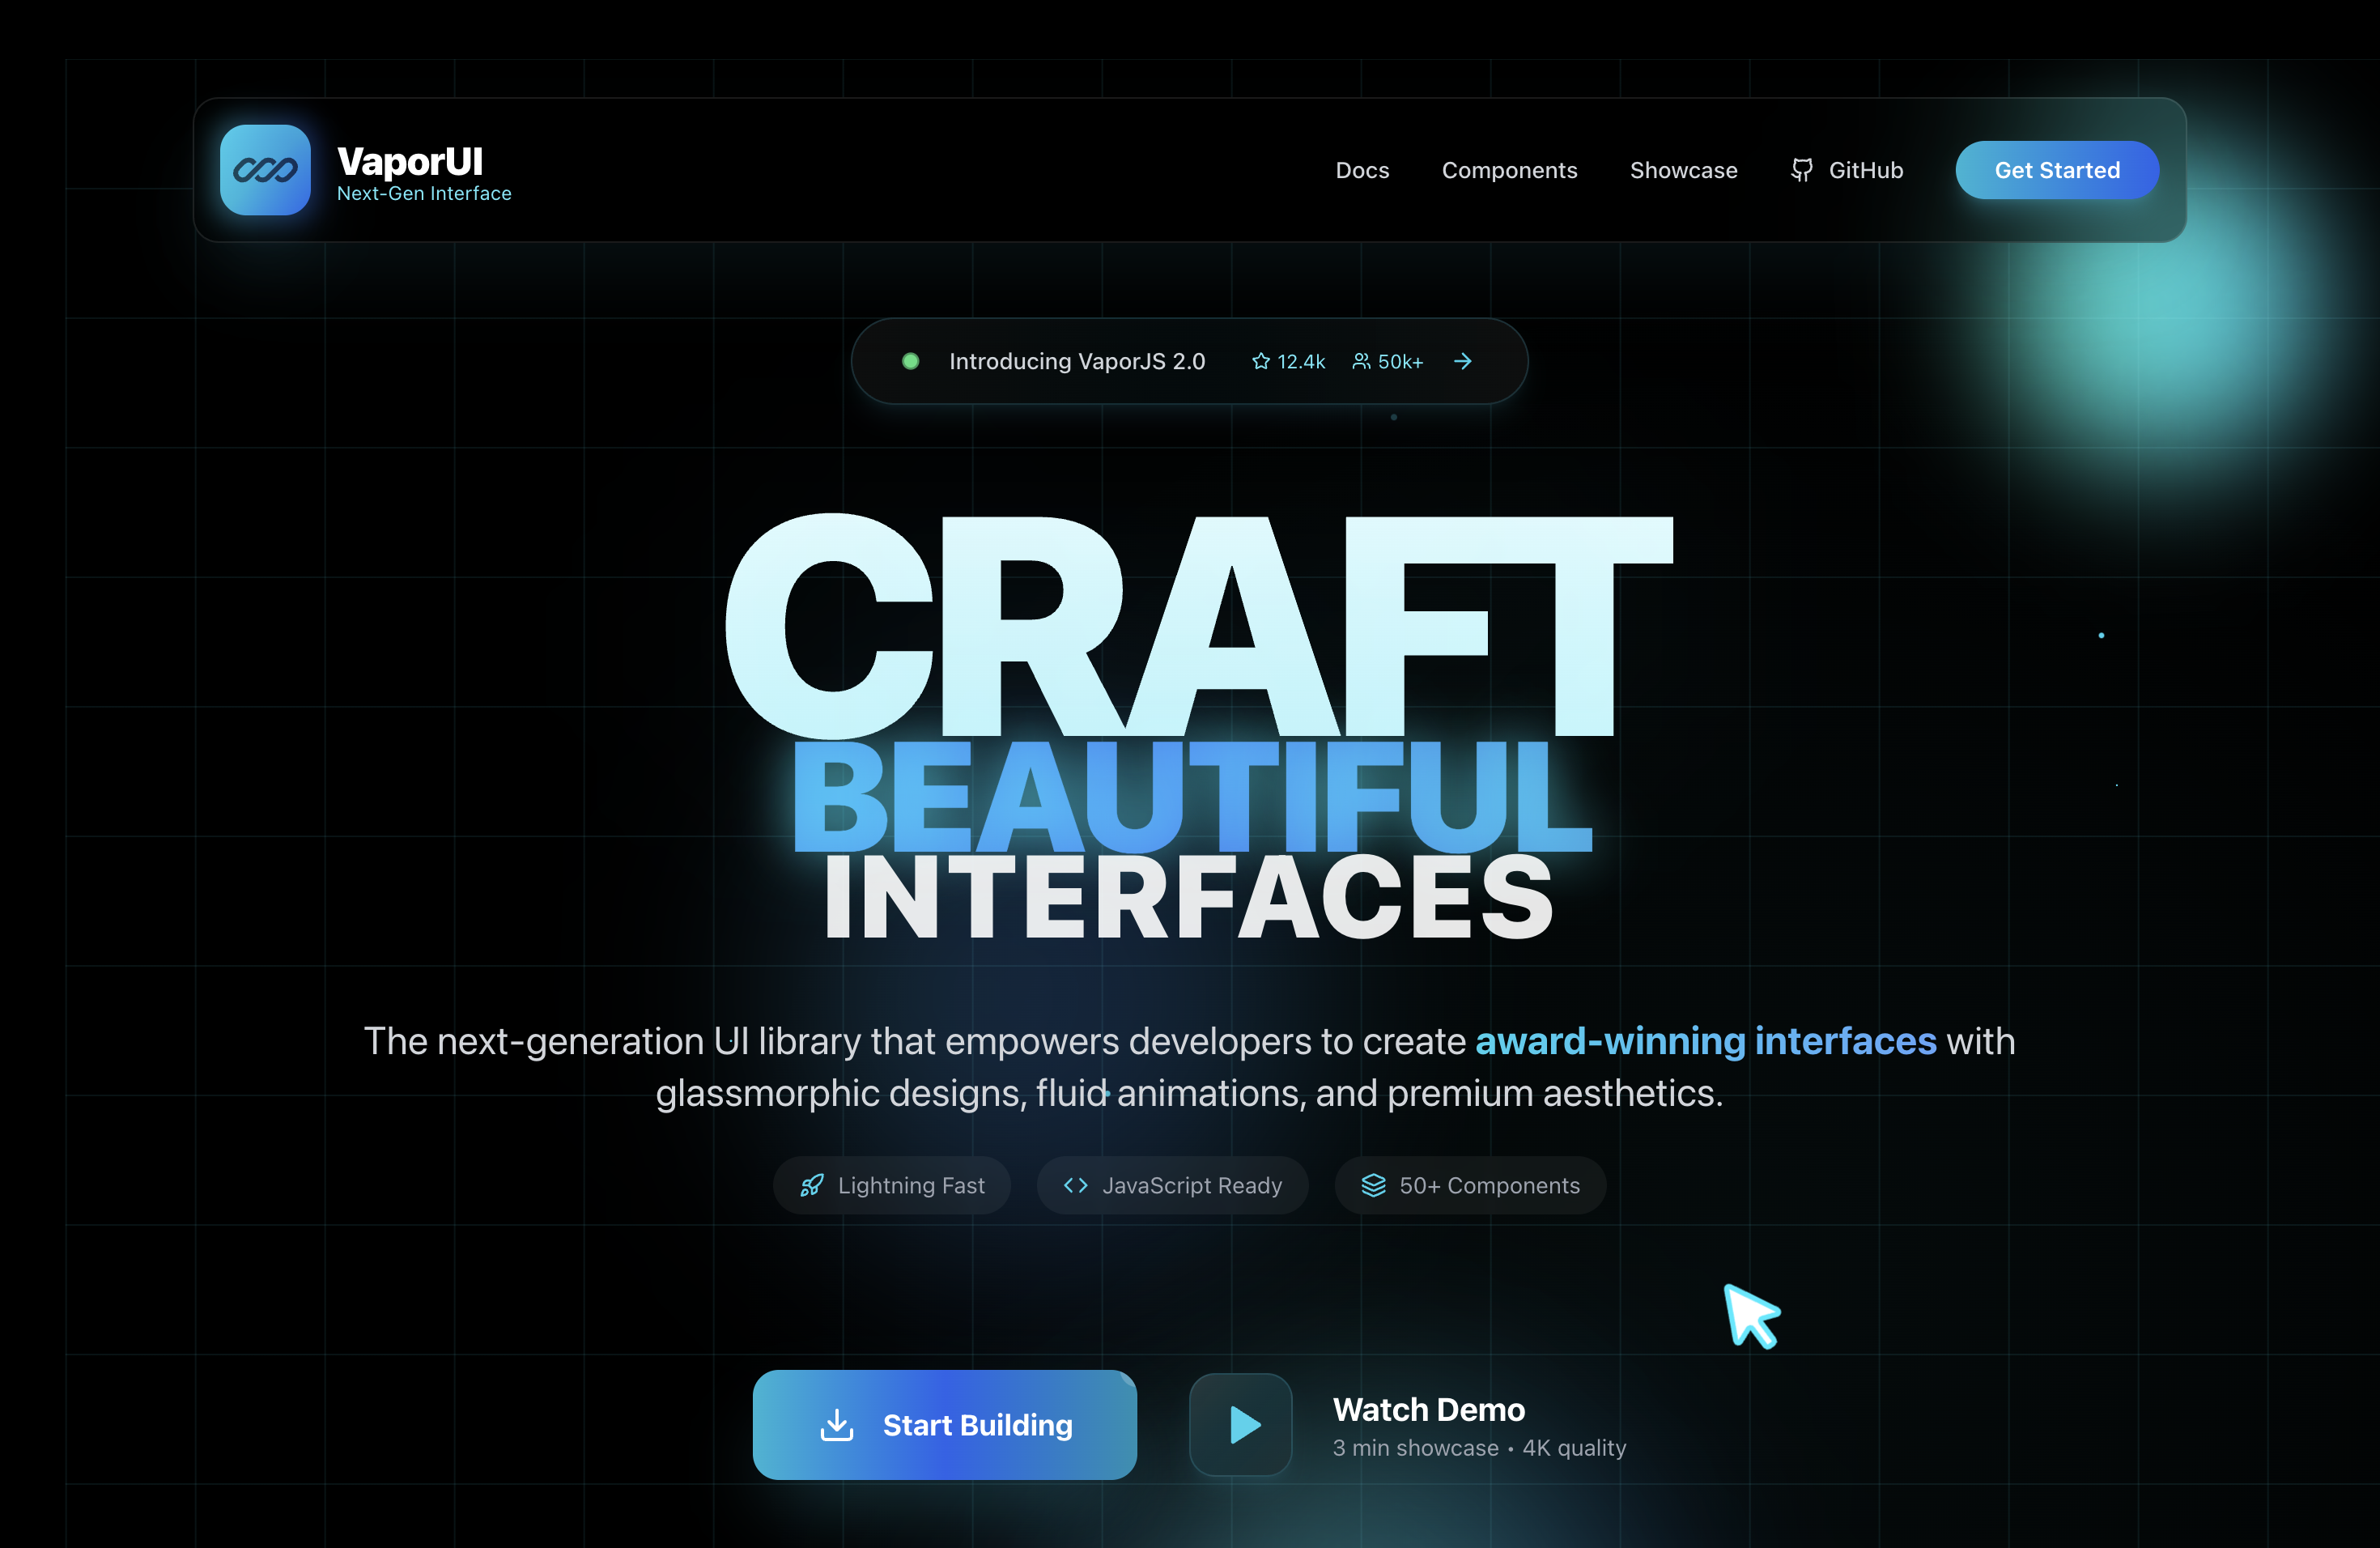 VaporUI
Next-Gen Interface
Docs
Components
Showcase
GitHub
Get Started
Introducing VaporJS 2.0
12.4k
50k+
CRAFT
BEAUTIFUL
INTERFACES
The next-generation UI library that empowers developers to create award-winning interfaces with
glassmorphic designs, fluid animations, and premium aesthetics.
Lightning Fast
JavaScript Ready
50+ Components
Start Building
Watch Demo
3 min showcase • 4K quality